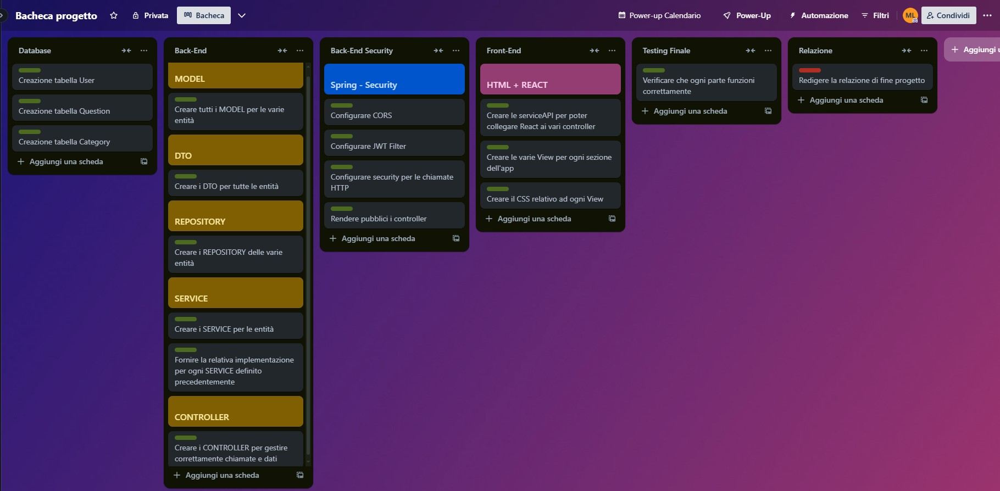 Bacheca progetto
Privata
Bacheca
Power-up Calendario
Power-Up
Automazione
Filtri
ML
Condividi
Database
Creazione tabella User
Creazione tabella Question
Creazione tabella Category
Aggiungi una scheda
Back-End
MODEL
Creare tutti i MODEL per le varie
entità
DTO
Creare i DTO per tutte le entità
REPOSITORY
Creare i REPOSITORY delle varie
entità
SERVICE
Creare i SERVICE per le entità
Fornire la relativa implementazione
per ogni SERVICE definito
precedentemente
CONTROLLER
Creare i CONTROLLER per gestire
correttamente chiamate e dati
Aggiungi una scheda
Back-End Security
Spring - Security
Configurare CORS
Configurare JWT Filter
Configurare security per le chiamate
HTTP
Rendere pubblici i controller
Aggiungi una scheda
Front-End
HTML + REACT
Creare le serviceAPI per poter
collegare React ai vari controller
Creare le varie View per ogni sezione
dell'app
Creare il CSS relativo ad ogni View
Aggiungi una scheda
Testing Finale
Verificare che ogni parte funzioni
correttamente
Aggiungi una scheda
Relazione
Redigere la relazione di fine progetto
Aggiungi una scheda
Aggiungi